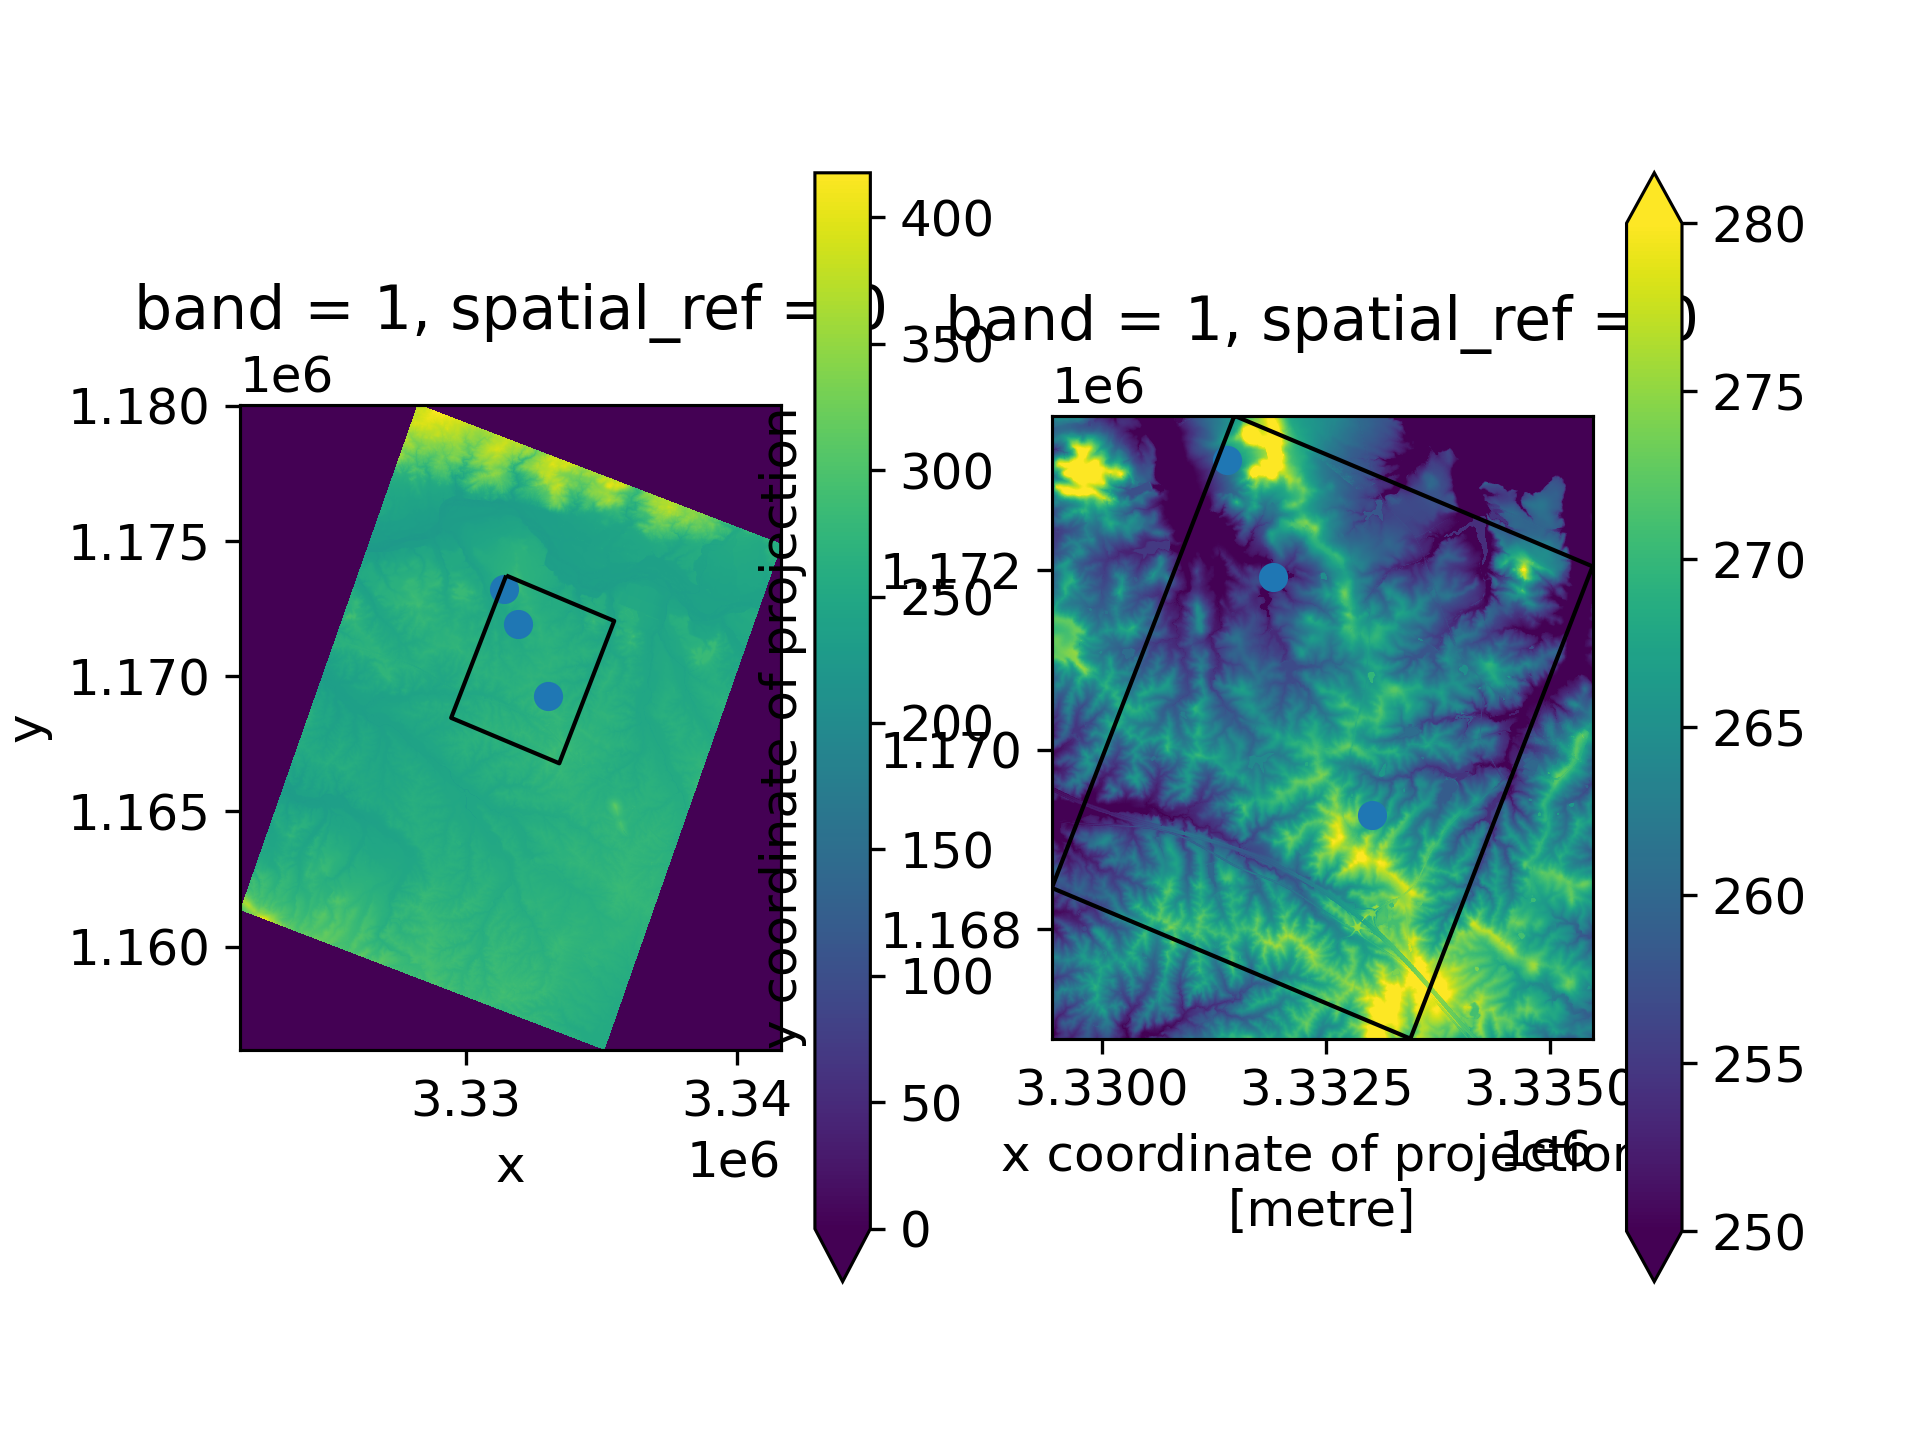 band = 1, spatial_ref = 0
1e6
1.180
1.175
1.170
1.165
1.160
y
3.33
3.34
x
1e6
400
350
300
250
200
150
100
50
0
band = 1, spatial_ref = 0
1e6
y coordinate of projection
1.172
1.170
1.168
3.3300
3.3325
3.3350
1e6
x coordinate of projection
[metre]
280
275
270
265
260
255
250